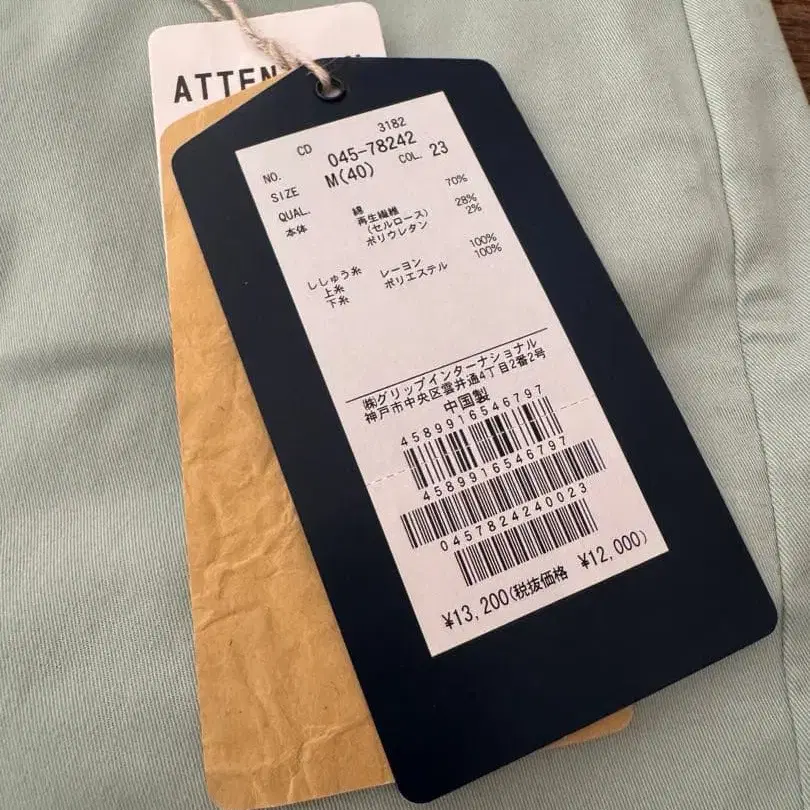 ATTEN
CD 3182
NO. 045-78242
SIZE M(40) COL. 23
QUAL.
本体 綿 70%
再生繊維 28%
(セルロース)
ポリウレタン 2%
ししゅう糸
上糸 レーヨン 100%
下糸 ポリエステル 100%
㈱グリップインターナショナル
神戸市中央区雲井通4丁目2番2号
中国製
4589916546797
4589916546797
0457824240023
¥13,200(税抜価格 ¥12,000)